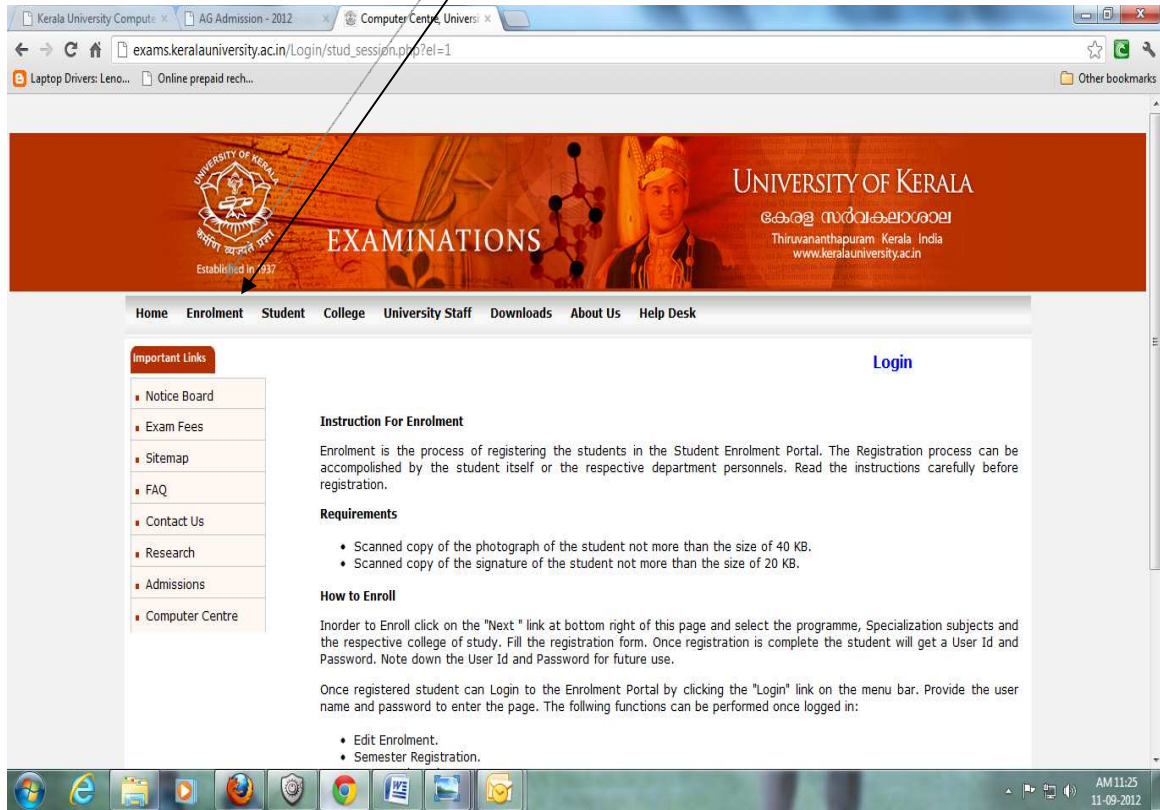 Kerala University Compute
AG Admission - 2012
Computer Centre, Universi
exams.keralauniversity.ac.in/Login/stud_session.php?el=1
Laptop Drivers: Leno...
Online prepaid rech...
Other bookmarks
UNIVERSITY OF KERALA
कर्मणि व्यज्यते प्रज्ञा
Established in 1937
EXAMINATIONS
UNIVERSITY OF KERALA
കേരള സർവകലാശാല
Thiruvananthapuram Kerala India
www.keralauniversity.ac.in
Home Enrolment Student College University Staff Downloads About Us Help Desk
Important Links
Notice Board
Exam Fees
Sitemap
FAQ
Contact Us
Research
Admissions
Computer Centre
Login
Instruction For Enrolment
Enrolment is the process of registering the students in the Student Enrolment Portal. The Registration process can be
accompolished by the student itself or the respective department personnels. Read the instructions carefully before
registration.
Requirements
• Scanned copy of the photograph of the student not more than the size of 40 KB.
• Scanned copy of the signature of the student not more than the size of 20 KB.
How to Enroll
Inorder to Enroll click on the "Next " link at bottom right of this page and select the programme, Specialization subjects and
the respective college of study. Fill the registration form. Once registration is complete the student will get a User Id and
Password. Note down the User Id and Password for future use.
Once registered student can Login to the Enrolment Portal by clicking the "Login" link on the menu bar. Provide the user
name and password to enter the page. The follwing functions can be performed once logged in:
• Edit Enrolment.
• Semester Registration.
AM 11:25
11-09-2012